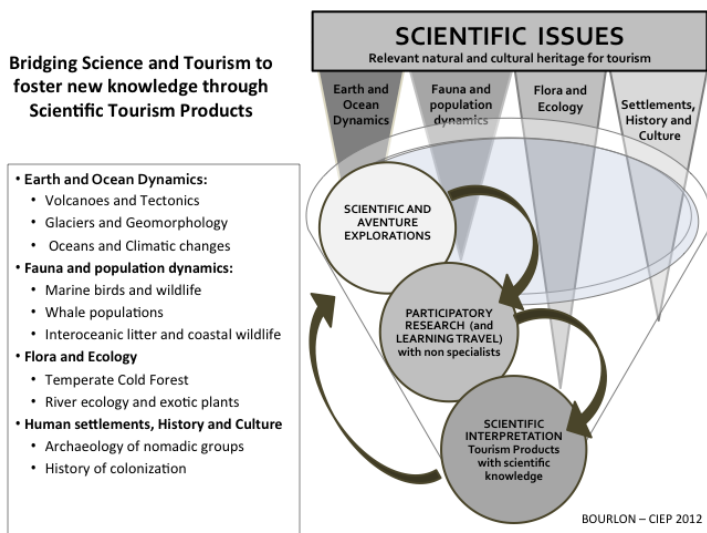 Bridging Science and Tourism to
foster new knowledge through
Scientific Tourism Products
• Earth and Ocean Dynamics:
• Volcanoes and Tectonics
• Glaciers and Geomorphology
• Oceans and Climatic changes
• Fauna and population dynamics:
• Marine birds and wildlife
• Whale populations
• Interoceanic litter and coastal wildlife
• Flora and Ecology
• Temperate Cold Forest
• River ecology and exotic plants
• Human settlements, History and Culture
• Archaeology of nomadic groups
• History of colonization
SCIENTIFIC ISSUES
Relevant natural and cultural heritage for tourism
Earth and
Ocean
Dynamics
Fauna and
population
dynamics
Flora and
Ecology
Settlements,
History and
Culture
SCIENTIFIC AND
AVENTURE
EXPLORATIONS
PARTICIPATORY
RESEARCH (and
LEARNING TRAVEL)
with non specialists
SCIENTIFIC
INTERPRETATION
Tourism Products
with scientific
knowledge
BOURLON – CIEP 2012